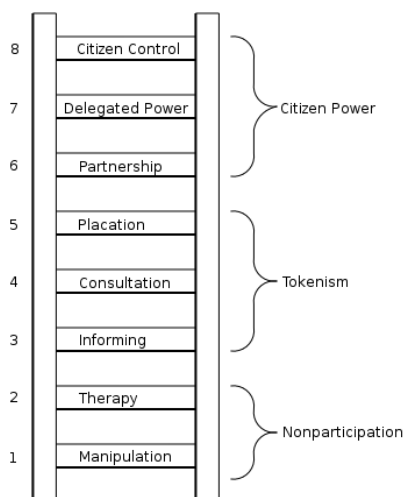 8 Citizen Control
7 Delegated Power
Citizen Power
6 Partnership
5 Placation
4 Consultation
Tokenism
3 Informing
2 Therapy
Nonparticipation
1 Manipulation